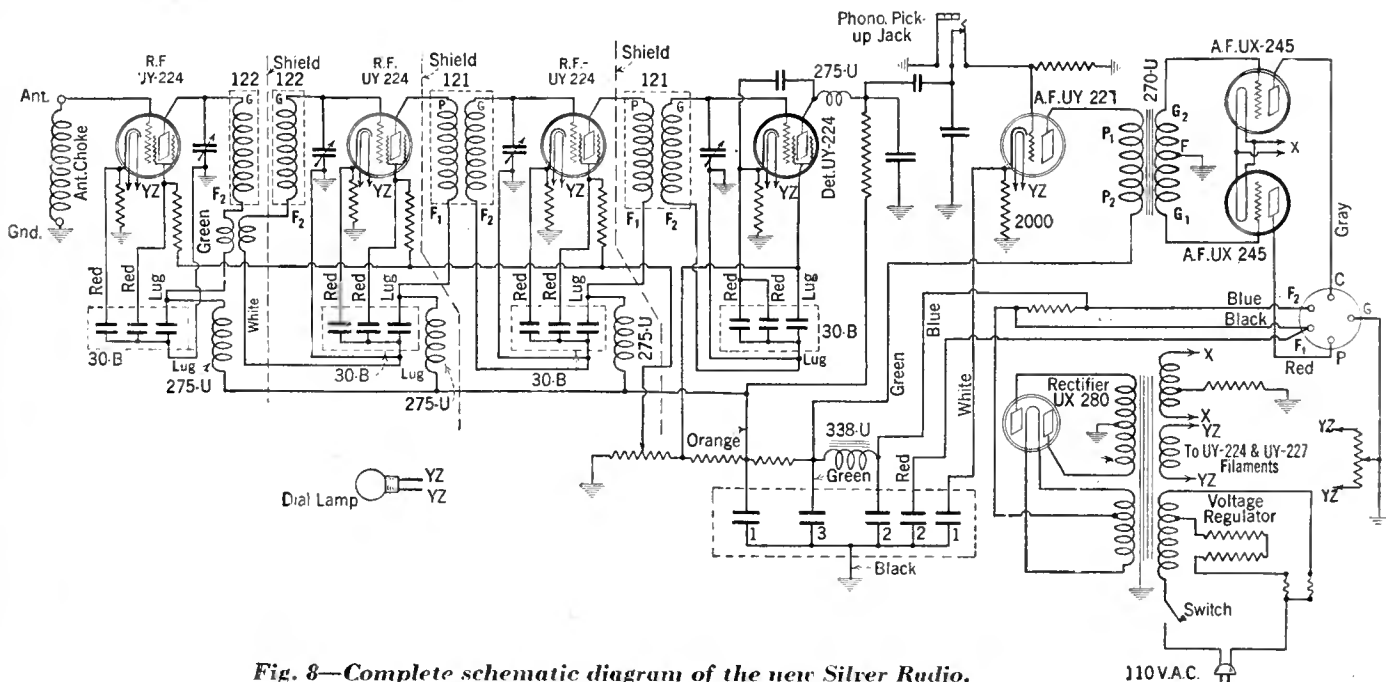 Phono. Pick-
up Jack
R.F.
UY-224
Shield
122
122
R.F.
UY 224
Shield
121
R.F.-
UY 224
Shield
121
275-U
A.F.UX-245
Ant.
Ant.Choke
Gnd.
G
G
P
G
P
G
Det.UY-224
A.F.UY 227
270-U
P1
P2
G2
F
G1
X
YZ
YZ
YZ
YZ
YZ
2000
A.F.UX 245
Gray
F2
F2
F1
F2
F1
F2
Green
Red
Red
Lug
Red
Red
Lug
Red
Red
Lug
Red
Red
Lug
White
30-B
Lug
275-U
30-B
Lug
275-U
30-B
275-U
30-B
Lug
Blue
Green
White
Blue
Black
F2
F1
C
G
P
Red
Rectifier
UX 280
X
X
YZ
To UY-224 & UY-227
Filaments
YZ
YZ
YZ
Voltage
Regulator
Switch
110 V.A.C.
Orange
338-U
Green
Red
1
3
2
2
1
Black
Dial Lamp
YZ
YZ
Fig. 8—Complete schematic diagram of the new Silver Radio.